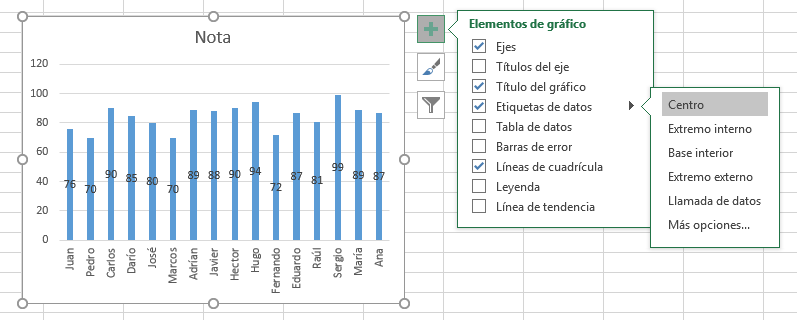 Nota
120
100
80
60
40
20
0
76 70 90 85 80 70 89 88 90 94 72 87 81 99 89 87
Juan Pedro Carlos Darío José Marcos Adrían Javier Hector Hugo Fernando Eduardo Raúl Sergio María Ana
Elementos de gráfico
Ejes
Títulos del eje
Título del gráfico
Etiquetas de datos
Tabla de datos
Barras de error
Líneas de cuadrícula
Leyenda
Línea de tendencia
Centro
Extremo interno
Base interior
Extremo externo
Llamada de datos
Más opciones...